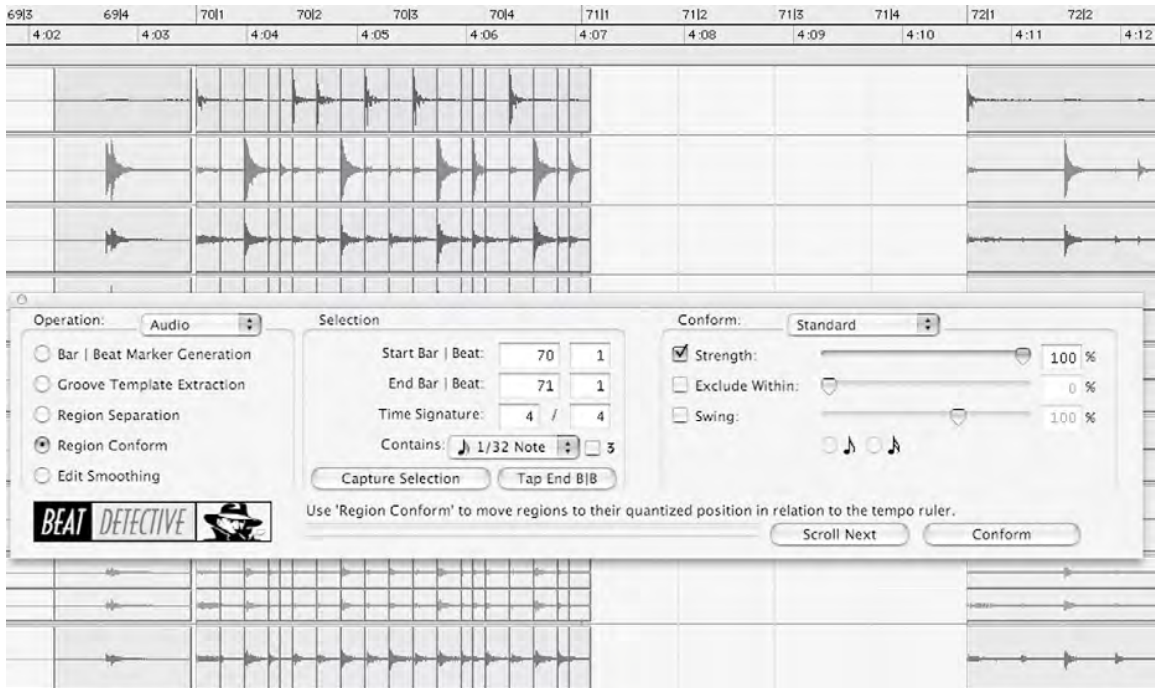 69|3 69|4 70|1 70|2 70|3 70|4 71|1 71|2 71|3 71|4 72|1 72|2
4:02 4:03 4:04 4:05 4:06 4:07 4:08 4:09 4:10 4:11 4:12
Operation: Audio
Bar | Beat Marker Generation
Groove Template Extraction
Region Separation
Region Conform
Edit Smoothing
BEAT DETECTIVE
Selection
Start Bar | Beat: 70 1
End Bar | Beat: 71 1
Time Signature: 4 / 4
Contains: 1/32 Note 3
Capture Selection Tap End B|B
Conform: Standard
Strength: 100 %
Exclude Within: 0 %
Swing: 100 %
Use 'Region Conform' to move regions to their quantized position in relation to the tempo ruler.
Scroll Next Conform